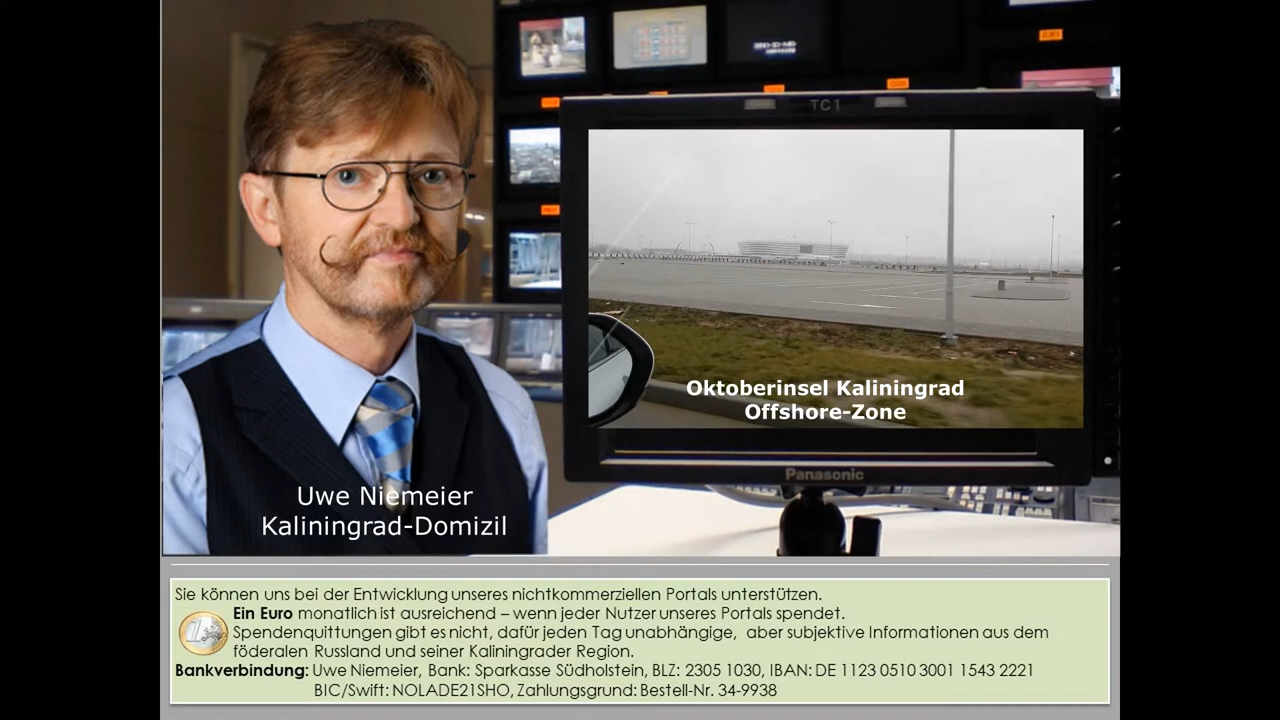 TC1
Oktoberinsel Kaliningrad
Offshore-Zone
Panasonic
Uwe Niemeier
Kaliningrad-Domizil
Sie können uns bei der Entwicklung unseres nichtkommerziellen Portals unterstützen.
Ein Euro monatlich ist ausreichend – wenn jeder Nutzer unseres Portals spendet.
Spendenquittungen gibt es nicht, dafür jeden Tag unabhängige, aber subjektive Informationen aus dem
föderalen Russland und seiner Kaliningrader Region.
Bankverbindung: Uwe Niemeier, Bank: Sparkasse Südholstein, BLZ: 2305 1030, IBAN: DE 1123 0510 3001 1543 2221
BIC/Swift: NOLADE21SHO, Zahlungsgrund: Bestell-Nr. 34-9938